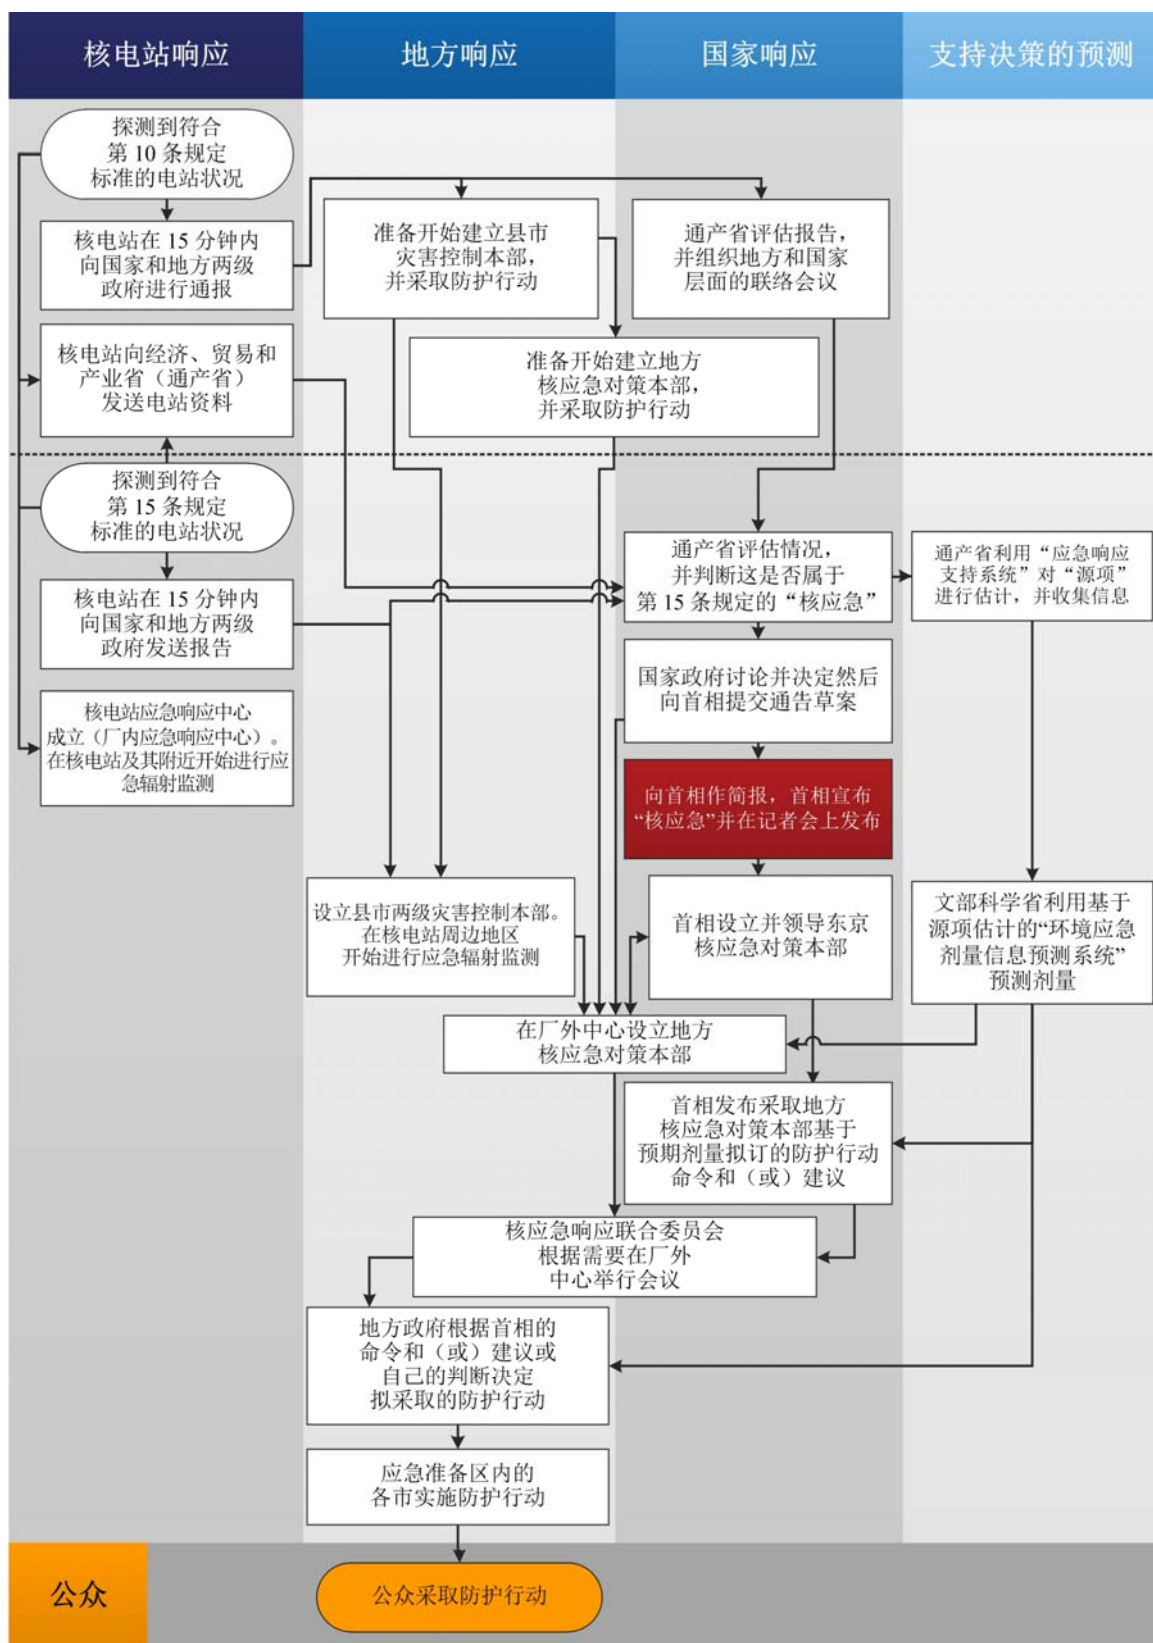 核电站响应
地方响应
国家响应
支持决策的预测
探测到符合
第 10 条规定
标准的电站状况
核电站在 15 分钟内
向国家和地方两级
政府进行通报
准备开始建立县市
灾害控制本部，
并采取防护行动
通产省评估报告，
并组织地方和国家
层面的联络会议
核电站向经济、贸易和
产业省（通产省）
发送电站资料
准备开始建立地方
核应急对策本部，
并采取防护行动
探测到符合
第 15 条规定
标准的电站状况
通产省评估情况，
并判断这是否属于
第 15 条规定的“核应急”
通产省利用“应急响应
支持系统”对“源项”
进行估计，并收集信息
核电站在 15 分钟内
向国家和地方两级
政府发送报告
国家政府讨论并决定然后
向首相提交通告草案
核电站应急响应中心
成立（厂内应急响应中心）。
在核电站及其附近开始进行应
急辐射监测
向首相作简报，首相宣布
“核应急”并在记者会上发布
设立县市两级灾害控制本部。
在核电站周边地区
开始进行应急辐射监测
首相设立并领导东京
核应急对策本部
文部科学省利用基于
源项估计的“环境应急
剂量信息预测系统”
预测剂量
在厂外中心设立地方
核应急对策本部
首相发布采取地方
核应急对策本部基于
预期剂量拟订的防护行动
命令和（或）建议
核应急响应联合委员会
根据需要在厂外
中心举行会议
地方政府根据首相的
命令和（或）建议或
自己的判断决定
拟采取的防护行动
应急准备区内的
各市实施防护行动
公众
公众采取防护行动